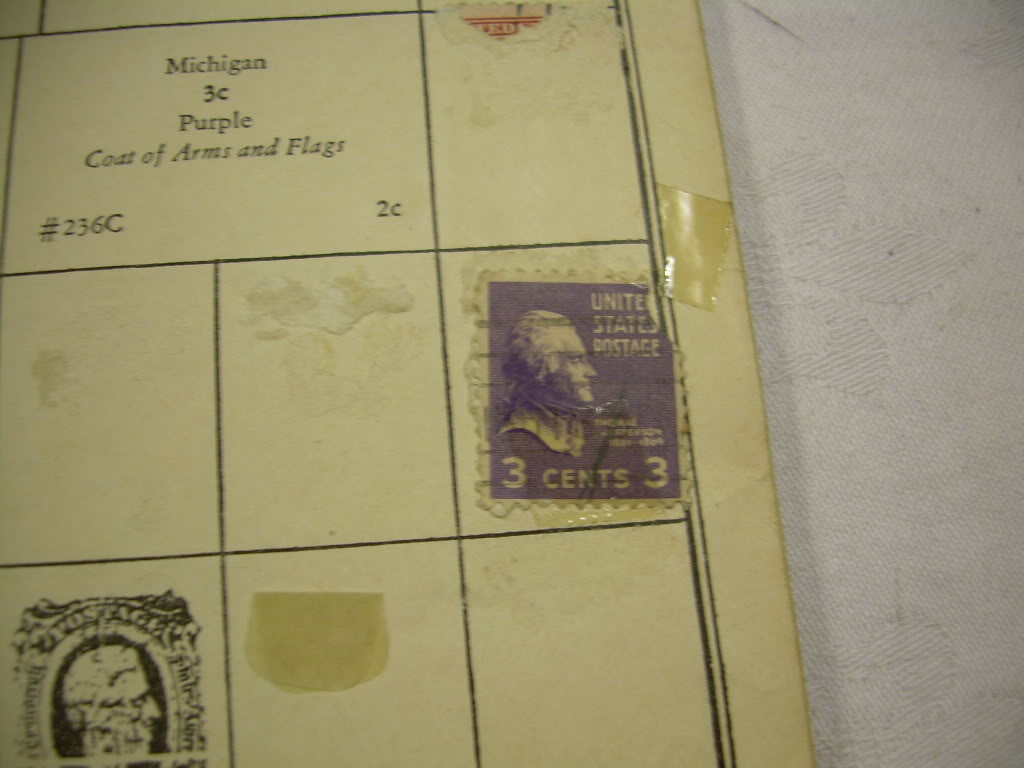 Michigan
3c
Purple
Coat of Arms and Flags
#236C 2c
UNITED
STATES
POSTAGE
3 CENTS 3